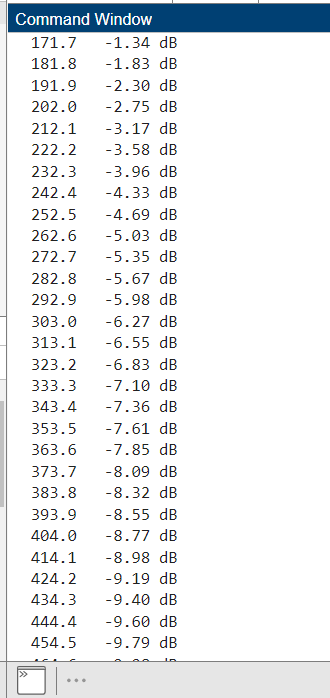 Command Window
171.7 -1.34 dB
181.8 -1.83 dB
191.9 -2.30 dB
202.0 -2.75 dB
212.1 -3.17 dB
222.2 -3.58 dB
232.3 -3.96 dB
242.4 -4.33 dB
252.5 -4.69 dB
262.6 -5.03 dB
272.7 -5.35 dB
282.8 -5.67 dB
292.9 -5.98 dB
303.0 -6.27 dB
313.1 -6.55 dB
323.2 -6.83 dB
333.3 -7.10 dB
343.4 -7.36 dB
353.5 -7.61 dB
363.6 -7.85 dB
373.7 -8.09 dB
383.8 -8.32 dB
393.9 -8.55 dB
404.0 -8.77 dB
414.1 -8.98 dB
424.2 -9.19 dB
434.3 -9.40 dB
444.4 -9.60 dB
454.5 -9.79 dB